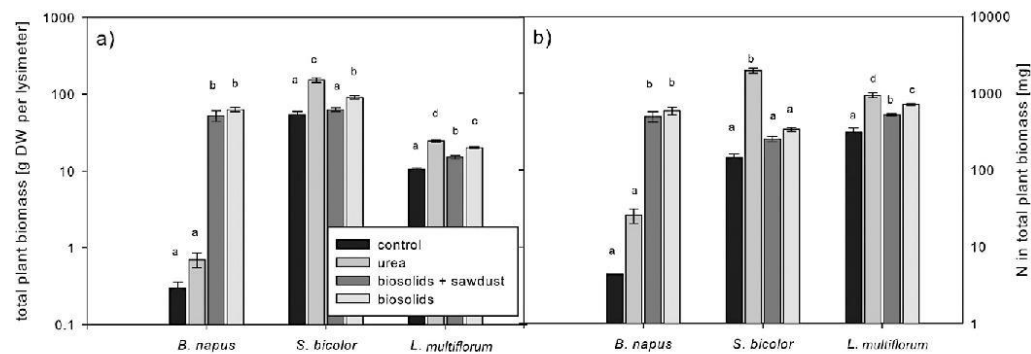 total plant biomass [g DW per lysimeter]
1000
100
10
1
0.1
a)
a a b b
a c a b
a d b c
control
urea
biosolids + sawdust
biosolids
B. napus S. bicolor L. multiflorum
b)
a a b b
a b a a
a d b c
B. napus S. bicolor L. multiflorum
10000
1000
100
10
1
N in total plant biomass [mg]